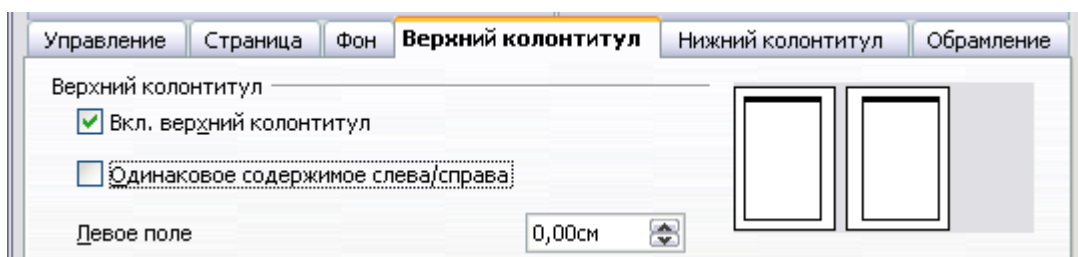 Управление Страница Фон Верхний колонтитул Нижний колонтитул Обрамление
Верхний колонтитул
Вкл. верхний колонтитул
Одинаковое содержимое слева/справа
Левое поле 0,00см